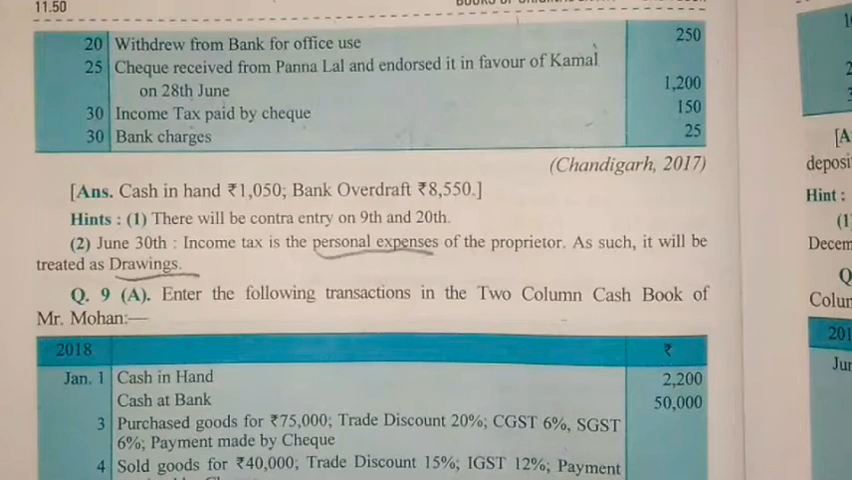 11.50
20 Withdrew from Bank for office use 250
25 Cheque received from Panna Lal and endorsed it in favour of Kamal
on 28th June 1,200
30 Income Tax paid by cheque 150
30 Bank charges 25
(Chandigarh, 2017)
[Ans. Cash in hand ₹1,050; Bank Overdraft ₹8,550.]
Hints : (1) There will be contra entry on 9th and 20th.
(2) June 30th : Income tax is the personal expenses of the proprietor. As such, it will be
treated as Drawings.
Q. 9 (A). Enter the following transactions in the Two Column Cash Book of
Mr. Mohan:—
2018 ₹
Jan. 1 Cash in Hand 2,200
Cash at Bank 50,000
3 Purchased goods for ₹75,000; Trade Discount 20%; CGST 6%, SGST
6%; Payment made by Cheque
4 Sold goods for ₹40,000; Trade Discount 15%; IGST 12%; Payment
[A
deposi
Hint :
(1
Decem
Q
Colun
201
Jur